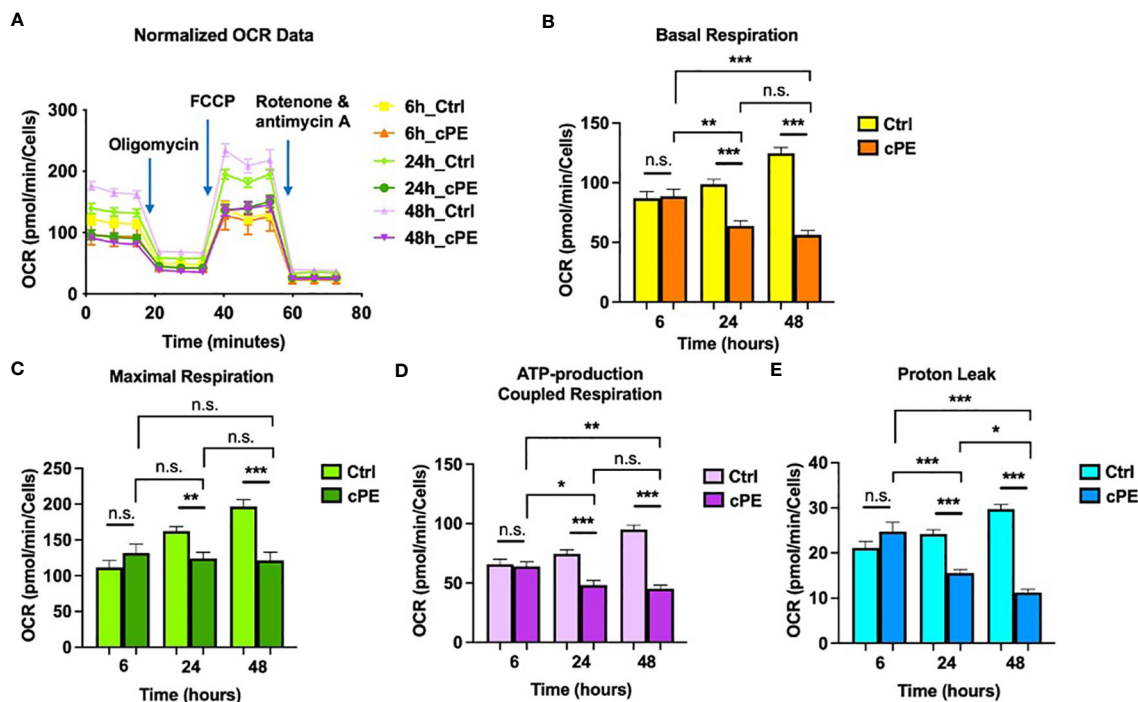 A
Normalized OCR Data
OCR (pmol/min/Cells)
300
200
100
0
0
20
40
60
80
Time (minutes)
Oligomycin
FCCP
Rotenone &
antimycin A
6h_Ctrl
6h_cPE
24h_Ctrl
24h_cPE
48h_Ctrl
48h_cPE
B
Basal Respiration
***
n.s.
**
n.s.
***
***
OCR (pmol/min/Cells)
150
100
50
0
6
24
48
Time (hours)
Ctrl
cPE
C
Maximal Respiration
n.s.
n.s.
n.s.
n.s.
**
***
OCR (pmol/min/Cells)
250
200
150
100
50
0
6
24
48
Time (hours)
Ctrl
cPE
D
ATP-production
Coupled Respiration
**
n.s.
*
n.s.
***
***
OCR (pmol/min/Cells)
150
100
50
0
6
24
48
Time (hours)
Ctrl
cPE
E
Proton Leak
***
*
***
n.s.
***
***
OCR (pmol/min/Cells)
40
30
20
10
0
6
24
48
Time (hours)
Ctrl
cPE